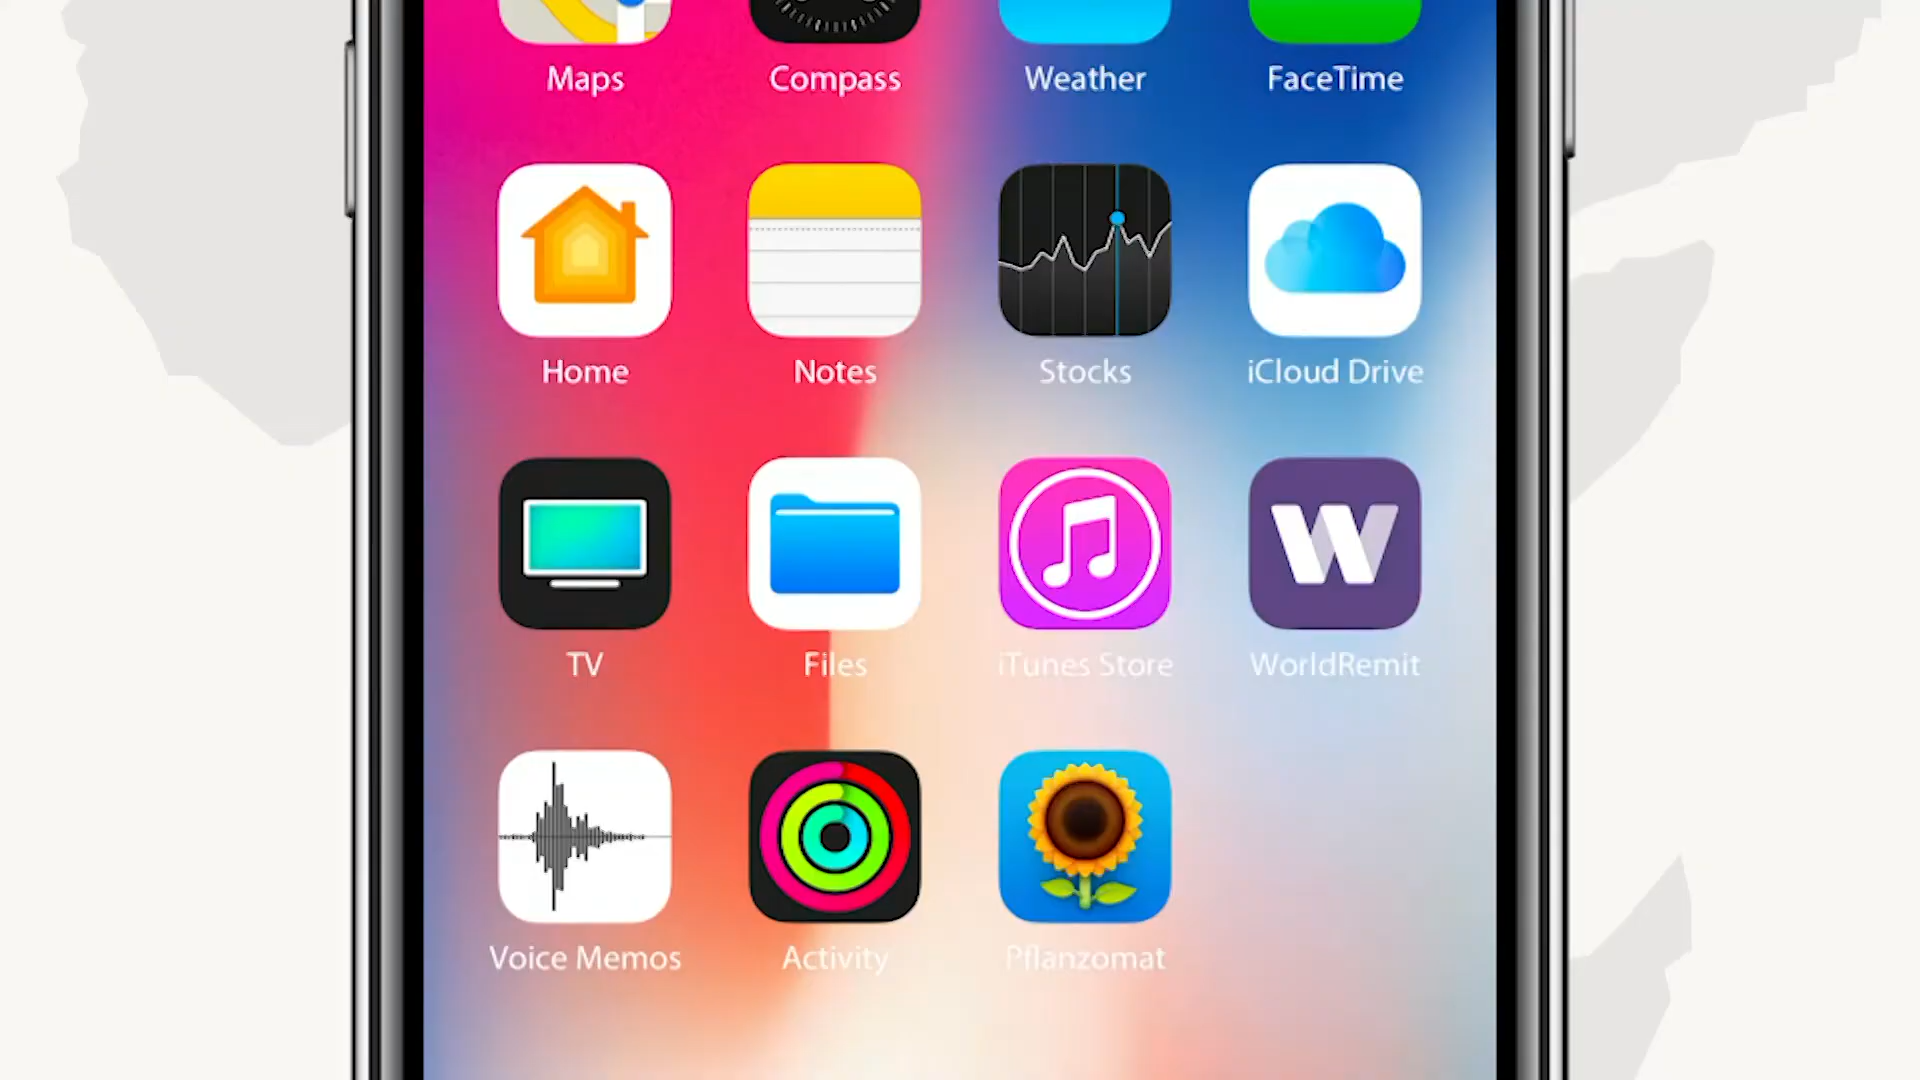 Maps Compass Weather FaceTime
Home Notes Stocks iCloud Drive
W
TV Files iTunes Store WorldRemit
Voice Memos Activity Pflanzomat